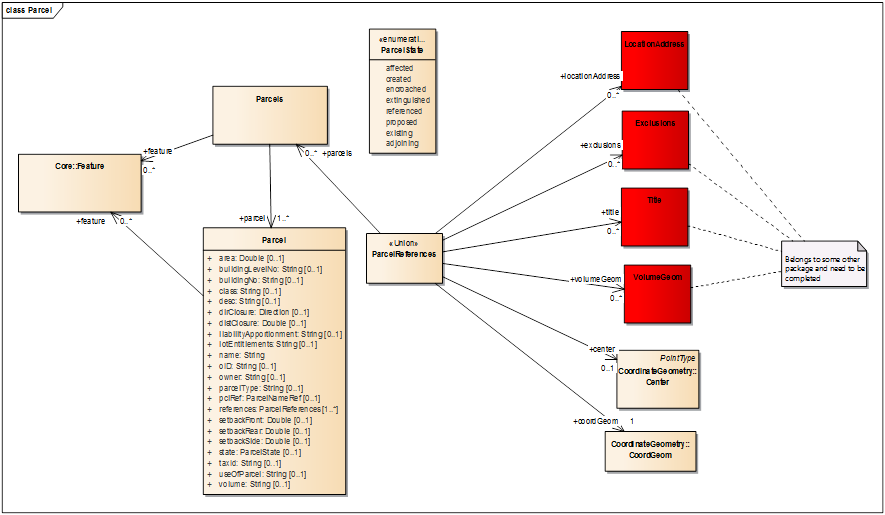 class Parcel
«enumerati...
ParcelState
affected
created
encroached
extinguished
referenced
proposed
existing
adjoining
LocationAddress
+locationAddress
0..*
Parcels
+feature
0..*
Core::Feature
+feature
0..*
0..*
+parcels
+parcel
1..*
Exclusions
+exclusions
0..*
Title
+title
0..*
«Union»
ParcelReferences
VolumeGeom
+volumeGeom
0..*
Belongs to some other
package and need to be
completed
Parcel
+ area: Double [0..1]
+ buildingLevelNo: String [0..1]
+ buildingNo: String [0..1]
+ class: String [0..1]
+ desc: String [0..1]
+ dirClosure: Direction [0..1]
+ distClosure: Double [0..1]
+ liabilityApportionment: String [0..1]
+ lotEntitlements: String [0..1]
+ name: String
+ oID: String [0..1]
+ owner: String [0..1]
+ parcelType: String [0..1]
+ pclRef: ParcelNameRef [0..1]
+ references: ParcelReferences [1..*]
+ setbackFront: Double [0..1]
+ setbackRear: Double [0..1]
+ setbackSide: Double [0..1]
+ state: ParcelState [0..1]
+ taxId: String [0..1]
+ useOfParcel: String [0..1]
+ volume: String [0..1]
+center
0..1
PointType
CoordinateGeometry::
Center
+coordGeom
1
CoordinateGeometry::
CoordGeom